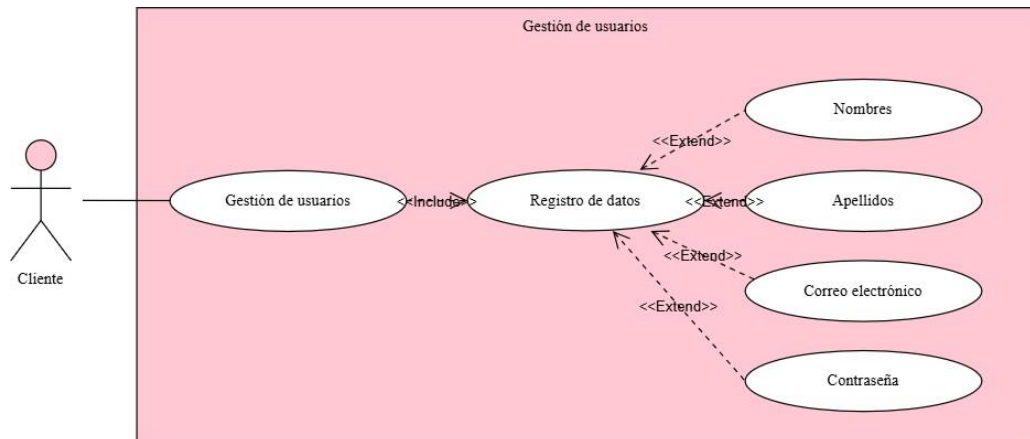 Gestión de usuarios
Nombres
<<Extend>>
Gestión de usuarios
<<Include>>
Registro de datos
<<Extend>>
Apellidos
<<Extend>>
Correo electrónico
Cliente
<<Extend>>
Contraseña